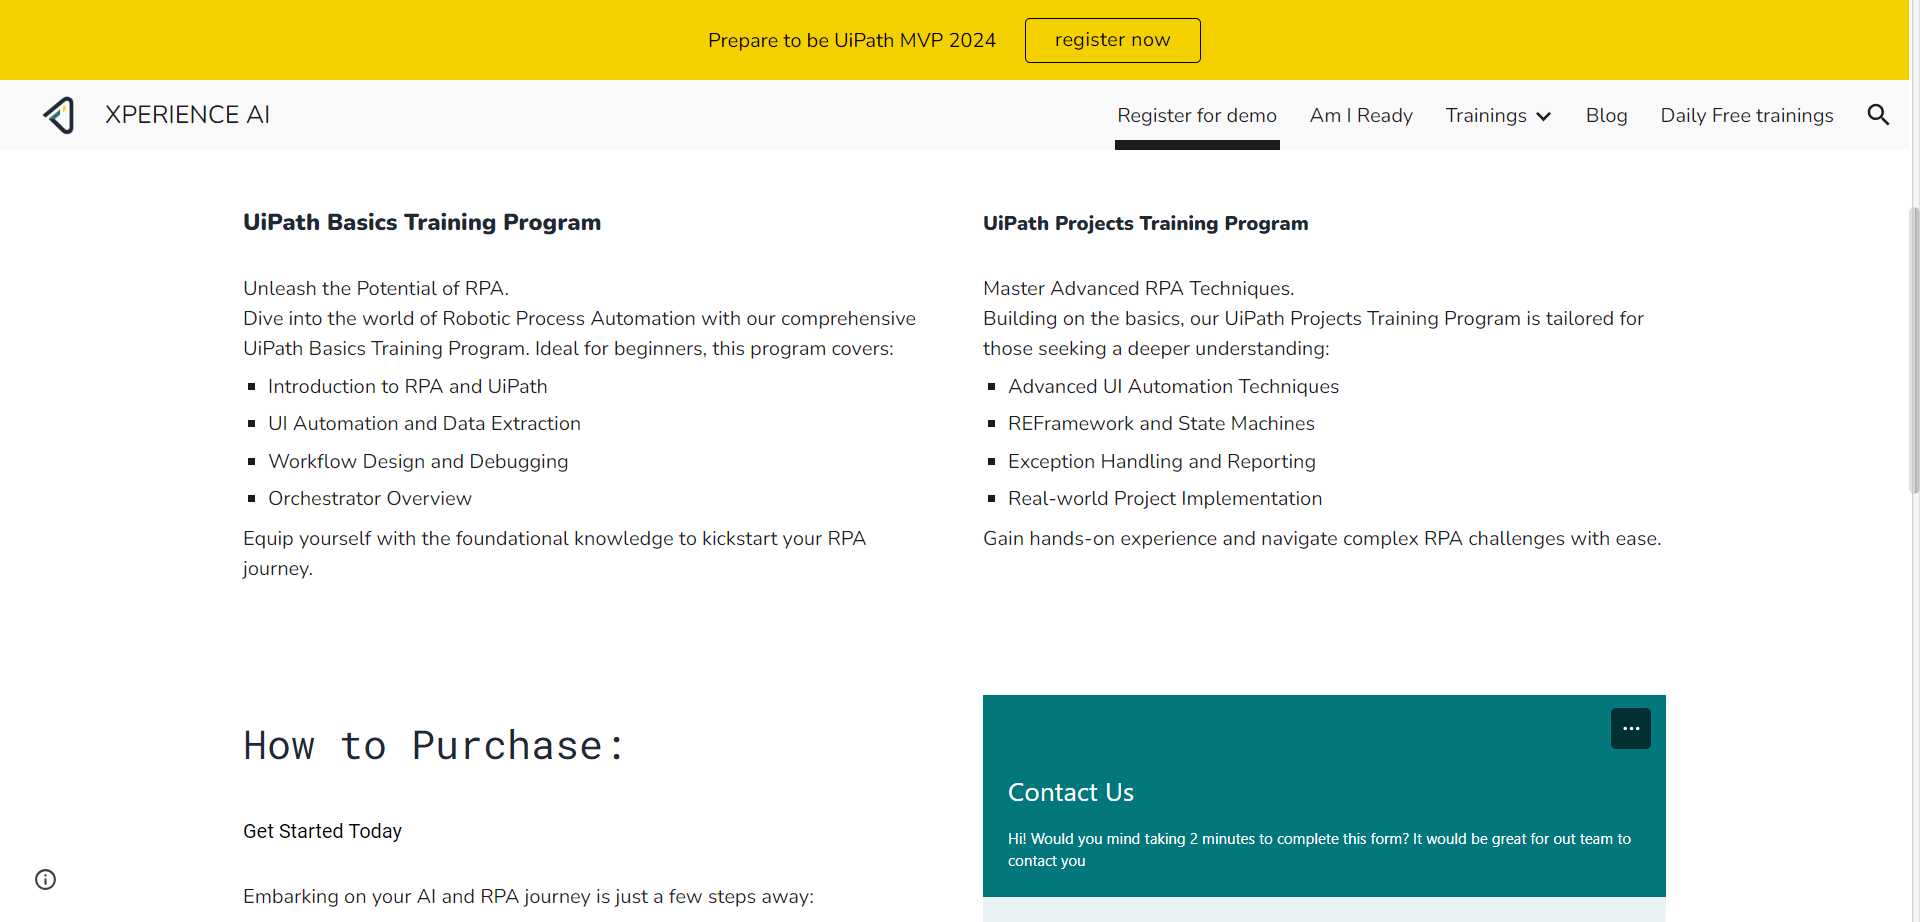 Prepare to be UiPath MVP 2024
register now
XPERIENCE AI
Register for demo
Am I Ready
Trainings
Blog
Daily Free trainings
UiPath Basics Training Program
Unleash the Potential of RPA.
Dive into the world of Robotic Process Automation with our comprehensive
UiPath Basics Training Program. Ideal for beginners, this program covers:
Introduction to RPA and UiPath
UI Automation and Data Extraction
Workflow Design and Debugging
Orchestrator Overview
Equip yourself with the foundational knowledge to kickstart your RPA
journey.
UiPath Projects Training Program
Master Advanced RPA Techniques.
Building on the basics, our UiPath Projects Training Program is tailored for
those seeking a deeper understanding:
Advanced UI Automation Techniques
REFramework and State Machines
Exception Handling and Reporting
Real-world Project Implementation
Gain hands-on experience and navigate complex RPA challenges with ease.
How to Purchase:
Get Started Today
Embarking on your AI and RPA journey is just a few steps away:
Contact Us
Hi! Would you mind taking 2 minutes to complete this form? It would be great for out team to
contact you